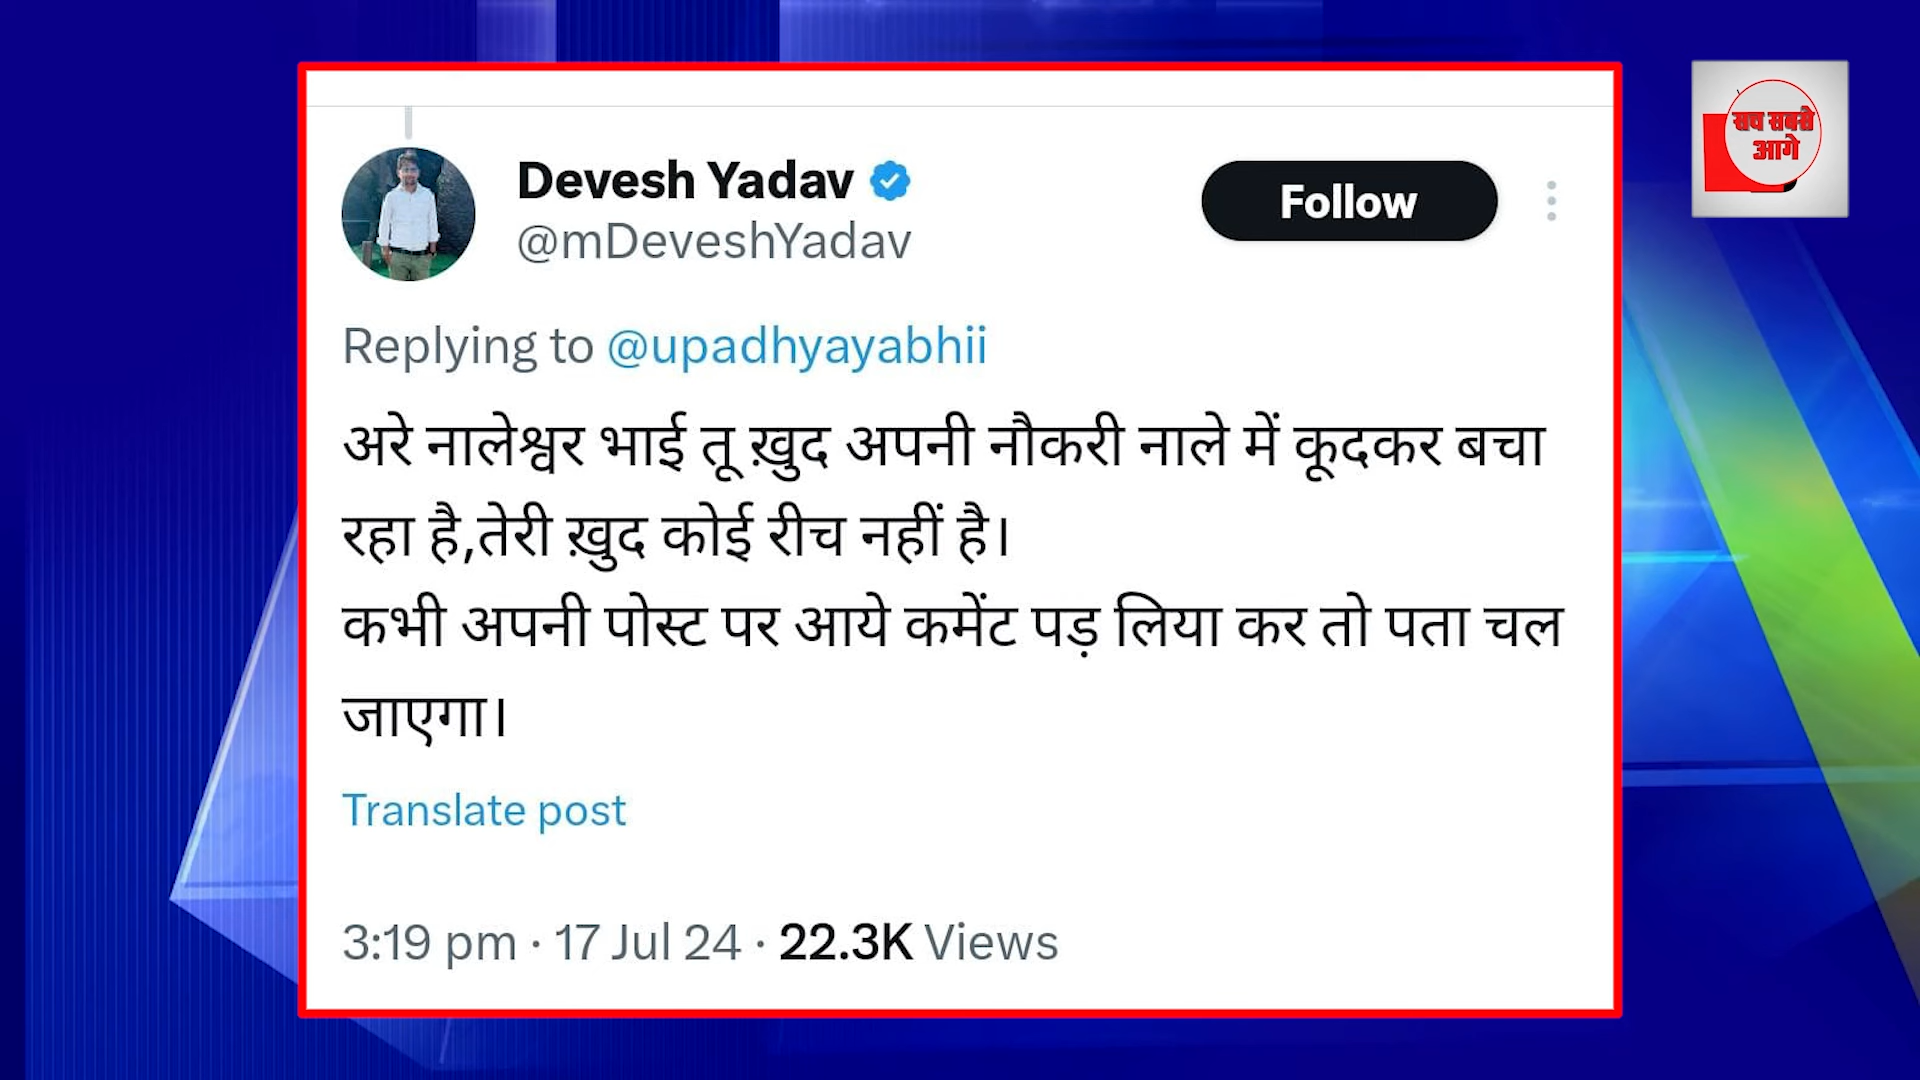 सच सबसे
आगे
Devesh Yadav
Follow
@mDeveshYadav
Replying to @upadhyayabhii
अरे नालेश्वर भाई तू ख़ुद अपनी नौकरी नाले में कूदकर बचा
रहा है,तेरी ख़ुद कोई रीच नहीं है।
कभी अपनी पोस्ट पर आये कमेंट पड़ लिया कर तो पता चल
जाएगा।
Translate post
3:19 pm · 17 Jul 24 · 22.3K Views